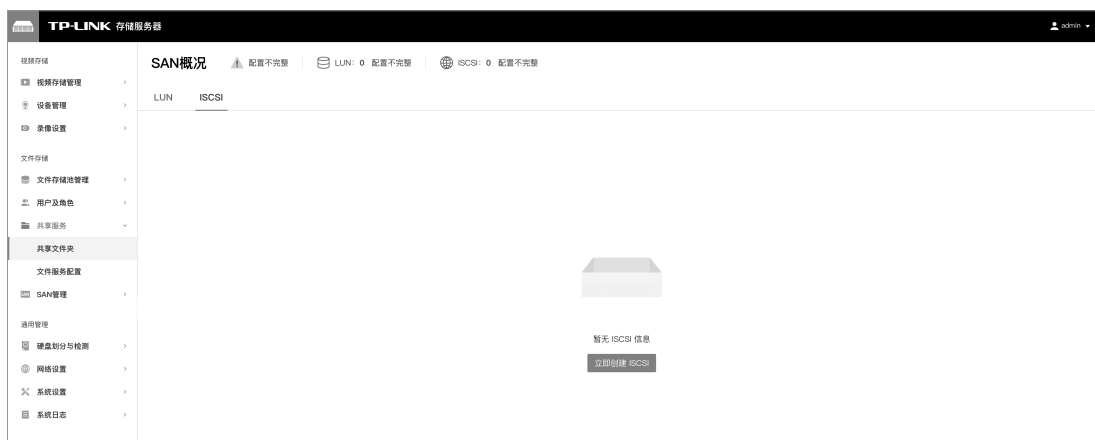 TP-LINK 存储服务器
admin
视频存储
视频存储管理
设备管理
录像设置
文件存储
文件存储池管理
用户及角色
共享服务
共享文件夹
文件服务配置
SAN管理
通用管理
硬盘划分与检测
网络设置
系统设置
系统日志
SAN概况 配置不完整 LUN: 0 配置不完整 ISCSI: 0 配置不完整
LUN ISCSI
暂无 ISCSI 信息
立即创建 ISCSI